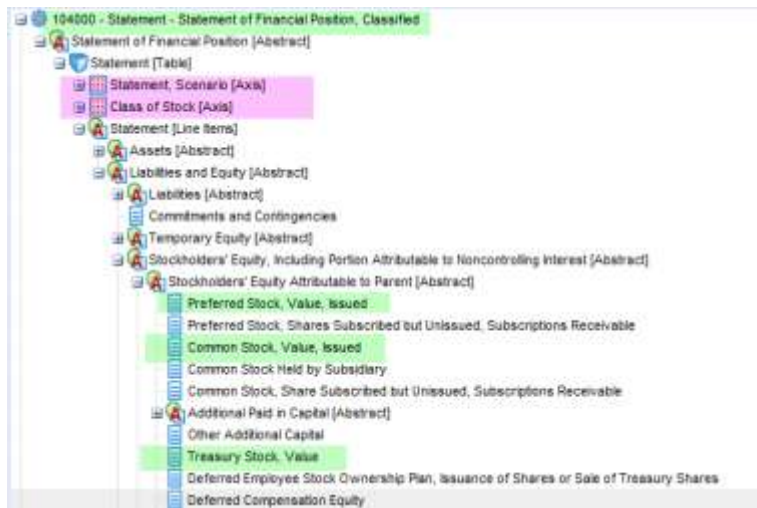 104000 - Statement - Statement of Financial Position, Classified
Statement of Financial Position [Abstract]
Statement [Table]
Statement, Scenario [Axis]
Class of Stock [Axis]
Statement [Line Items]
Assets [Abstract]
Liabilities and Equity [Abstract]
Liabilities [Abstract]
Commitments and Contingencies
Temporary Equity [Abstract]
Stockholders' Equity, Including Portion Attributable to Noncontrolling Interest [Abstract]
Stockholders' Equity Attributable to Parent [Abstract]
Preferred Stock, Value, Issued
Preferred Stock, Shares Subscribed but Unissued, Subscriptions Receivable
Common Stock, Value, Issued
Common Stock Held by Subsidiary
Common Stock, Share Subscribed but Unissued, Subscriptions Receivable
Additional Paid in Capital [Abstract]
Other Additional Capital
Treasury Stock, Value
Deferred Employee Stock Ownership Plan, Issuance of Shares or Sale of Treasury Shares
Deferred Compensation Equity